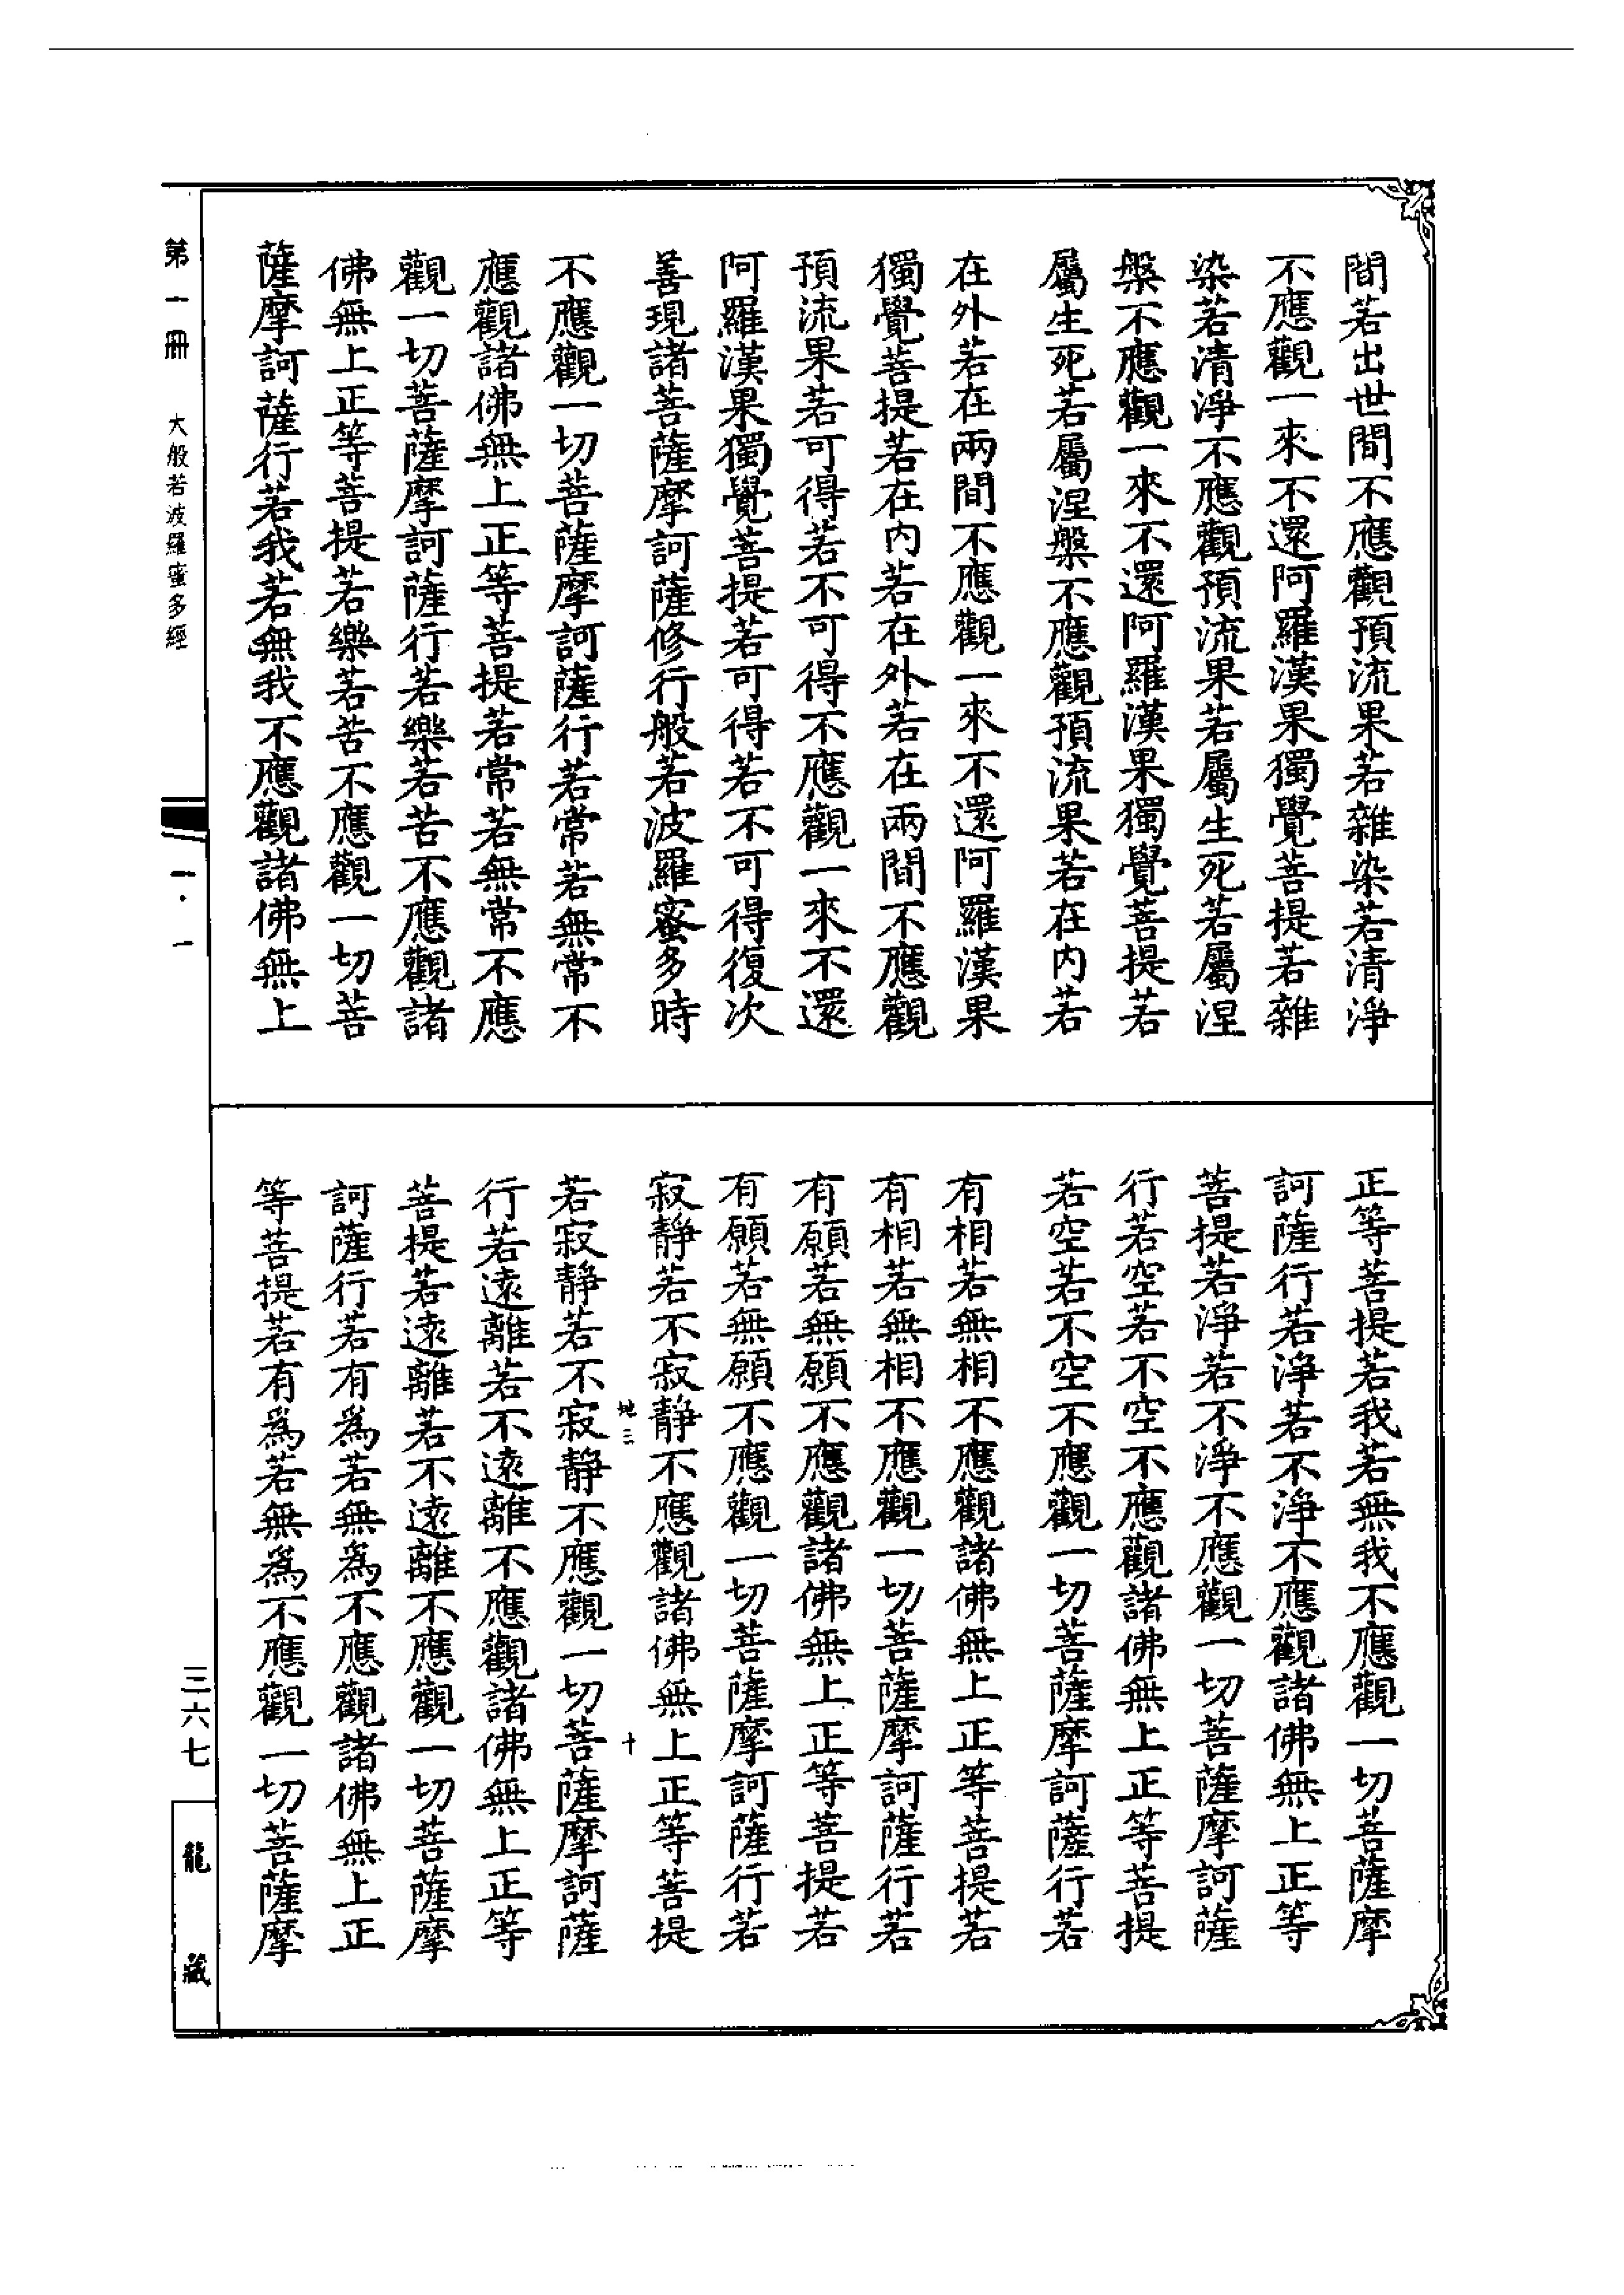 間若出世間不應觀預流果若雜染若清淨
不應觀一來不還阿羅漢果獨覺菩提若雜
染若清淨不應觀預流果若屬生死若屬涅
槃不應觀一來不還阿羅漢果獨覺菩提若
屬生死若屬涅槃不應觀預流果若在內若
在外若在兩間不應觀一來不還阿羅漢果
獨覺菩提若在內若在外若在兩間不應觀
預流果若可得若不可得不應觀一來不還
阿羅漢果獨覺菩提若可得若不可得復次
善現諸菩薩摩訶薩修行般若波羅蜜多時
不應觀一切菩薩摩訶薩行若常若無常不
應觀諸佛無上正等菩提若常若無常不應
觀一切菩薩摩訶薩行若樂若苦不應觀諸
佛無上正等菩提若樂若苦不應觀一切菩
薩摩訶薩行若我若無我不應觀諸佛無上
正等菩提若我若無我不應觀一切菩薩摩
訶薩行若淨若不淨不應觀諸佛無上正等
菩提若淨若不淨不應觀一切菩薩摩訶薩
行若空若不空不應觀諸佛無上正等菩提
若空若不空不應觀一切菩薩摩訶薩行若
有相若無相不應觀諸佛無上正等菩提若
有相若無相不應觀一切菩薩摩訶薩行若
有願若無願不應觀諸佛無上正等菩提若
有願若無願不應觀一切菩薩摩訶薩行若
寂靜若不寂靜不應觀諸佛無上正等菩提
地三 十
若寂靜若不寂靜不應觀一切菩薩摩訶薩
行若遠離若不遠離不應觀諸佛無上正等
菩提若遠離若不遠離不應觀一切菩薩摩
訶薩行若有為若無為不應觀諸佛無上正
等菩提若有為若無為不應觀一切菩薩摩
第一冊 大般若波羅蜜多經 一·一
三六七
龍藏